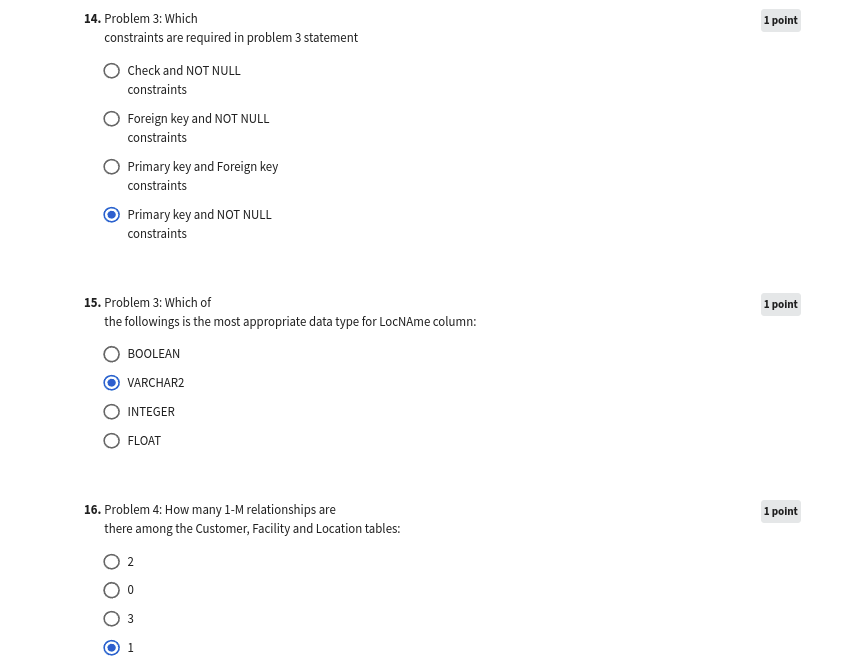 14. Problem 3: Which
1 point
constraints are required in problem 3 statement
Check and NOT NULL
constraints
Foreign key and NOT NULL
constraints
Primary key and Foreign key
constraints
Primary key and NOT NULL
constraints
15. Problem 3: Which of
1 point
the followings is the most appropriate data type for LocNAme column:
BOOLEAN
VARCHAR2
INTEGER
FLOAT
16. Problem 4: How many 1-M relationships are
1 point
there among the Customer, Facility and Location tables:
2
0
3
1